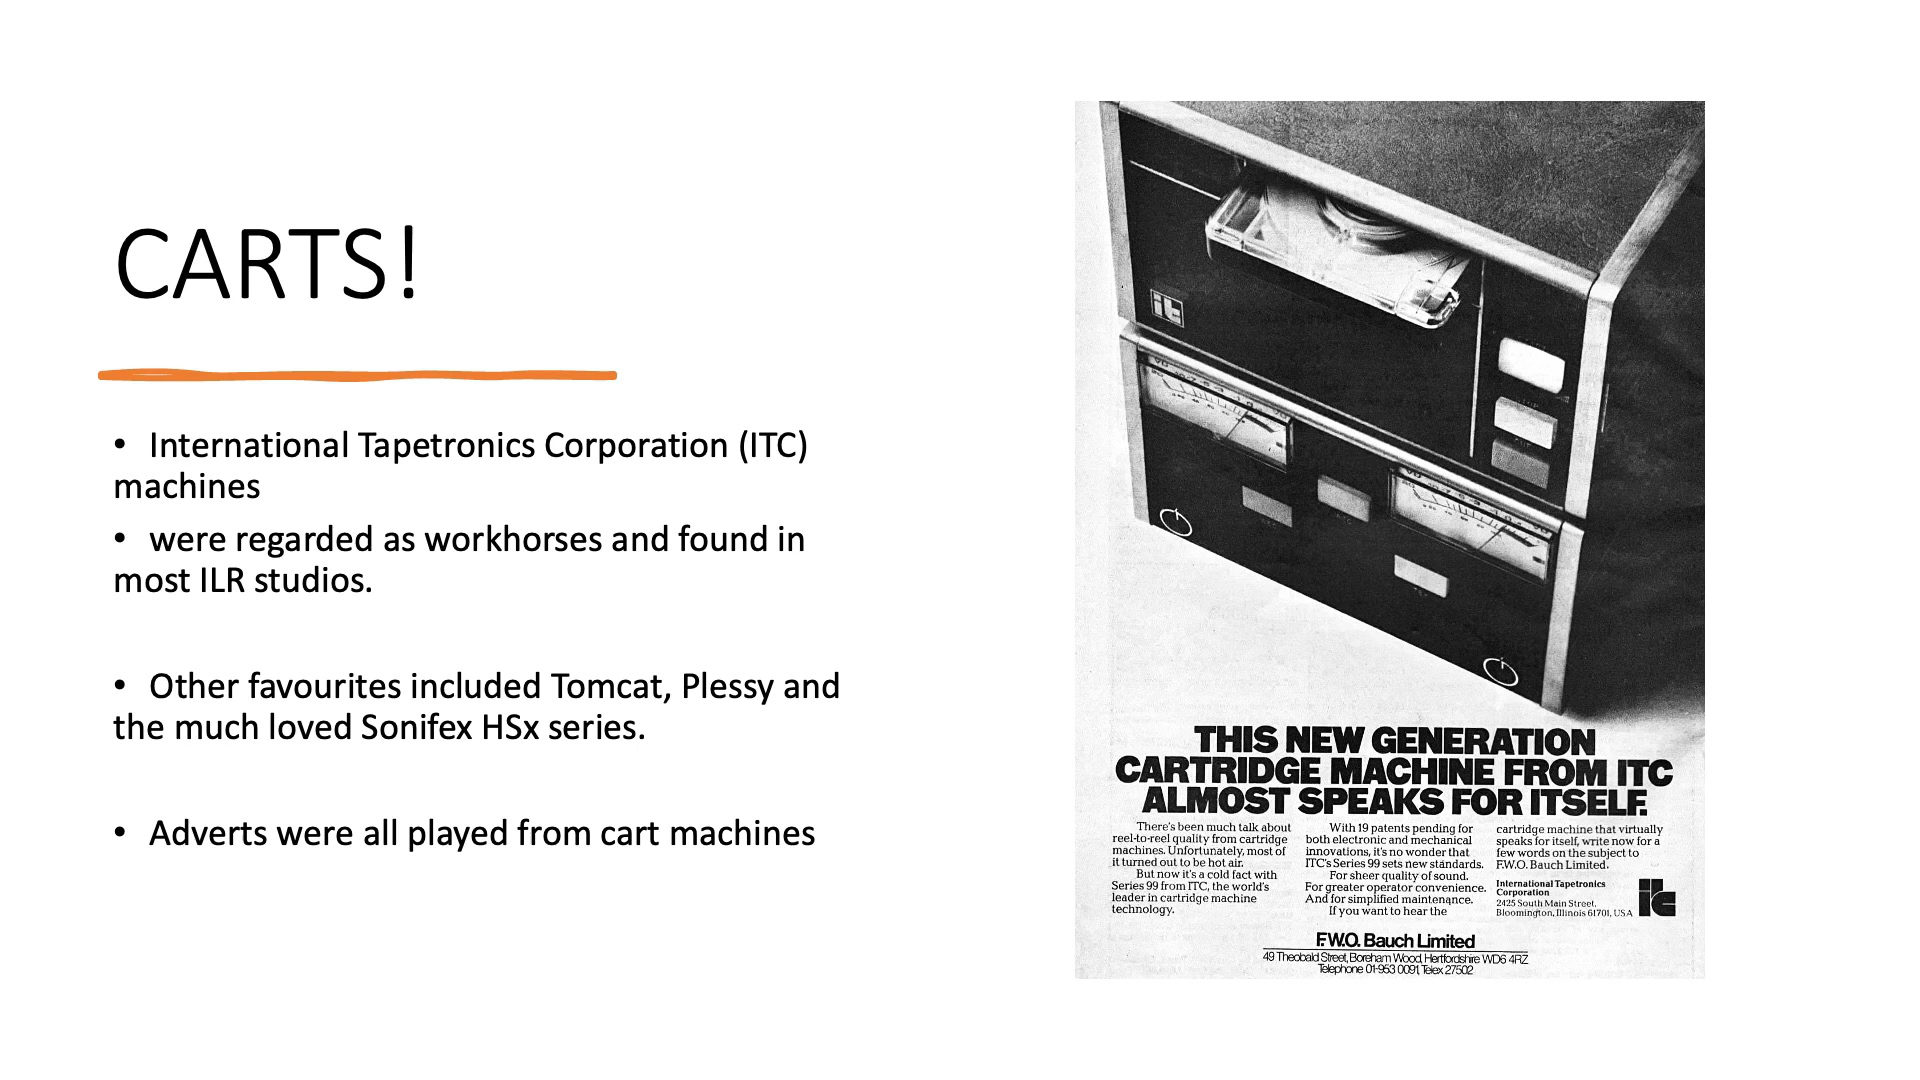 CARTS!
• International Tapetronics Corporation (ITC)
machines
• were regarded as workhorses and found in
most ILR studios.
• Other favourites included Tomcat, Plessy and
the much loved Sonifex HSx series.
• Adverts were all played from cart machines
itc
VU
VU
THIS NEW GENERATION
CARTRIDGE MACHINE FROM ITC
ALMOST SPEAKS FOR ITSELF.
There's been much talk about
reel-to-reel quality from cartridge
machines. Unfortunately, most of
it turned out to be hot air.
But now it's a cold fact with
Series 99 from ITC, the world's
leader in cartridge machine
technology.
With 19 patents pending for
both electronic and mechanical
innovations, it's no wonder that
ITC's Series 99 sets new standards.
For sheer quality of sound.
For greater operator convenience.
And for simplified maintenance.
If you want to hear the
cartridge machine that virtually
speaks for itself, write now for a
few words on the subject to
F.W.O. Bauch Limited.
International Tapetronics
Corporation
2425 South Main Street,
Bloomington, Illinois 61701, USA
itc
F.W.O. Bauch Limited
49 Theobald Street, Boreham Wood, Hertfordshire WD6 4RZ
Telephone 01-953 0091, Telex 27502